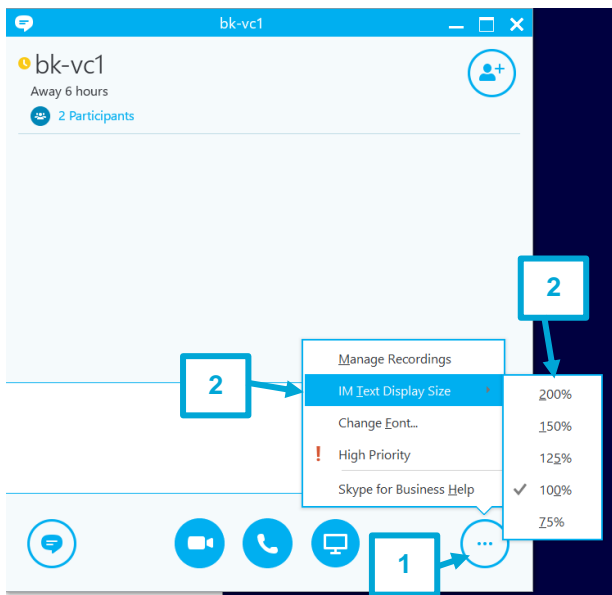 bk-vc1
bk-vc1
Away 6 hours
2 Participants
2
Manage Recordings
2
IM Text Display Size
200%
Change Font...
150%
! High Priority
125%
Skype for Business Help
100%
75%
1
...